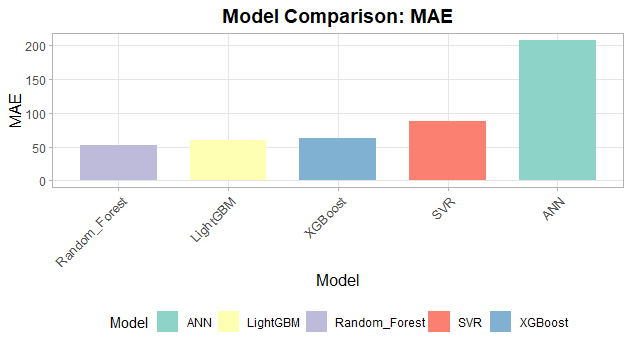 Model Comparison: MAE
MAE
200
150
100
50
0
Random_Forest
LightGBM
XGBoost
SVR
ANN
Model
Model ANN LightGBM Random_Forest SVR XGBoost